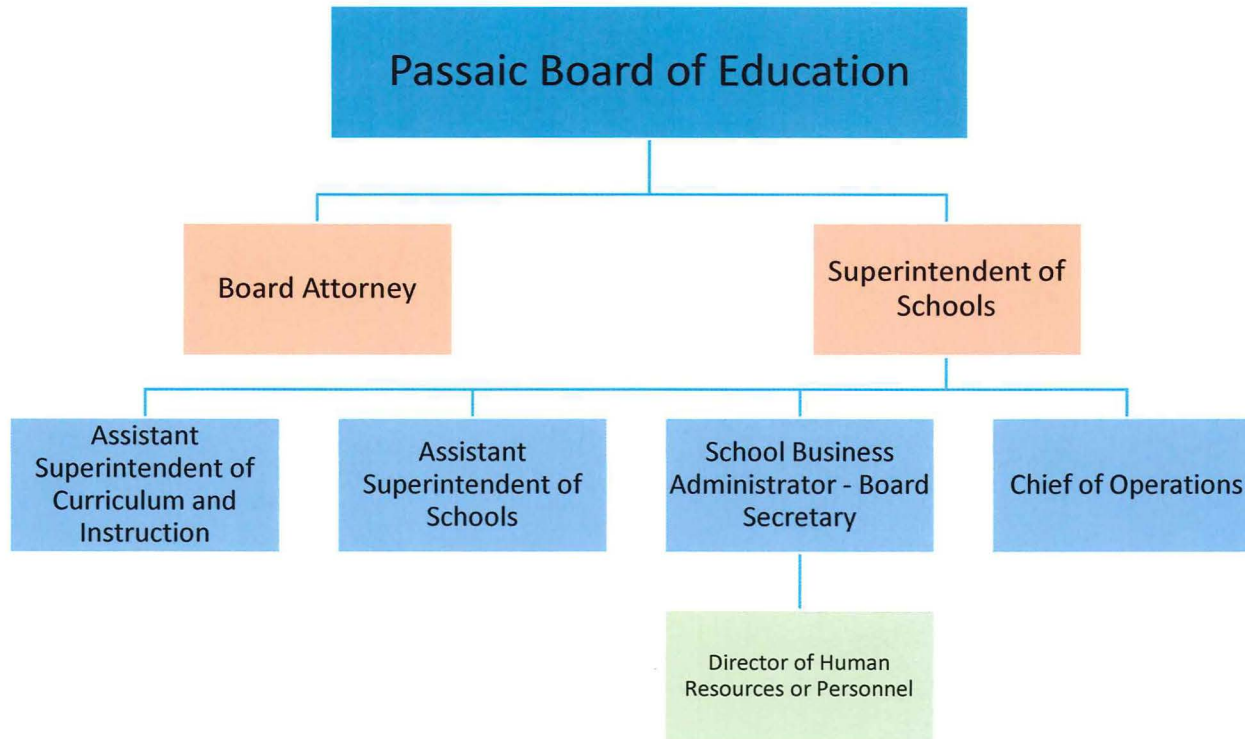 Passaic Board of Education
Board Attorney
Superintendent of
Schools
Assistant
Superintendent of
Curriculum and
Instruction
Assistant
Superintendent of
Schools
School Business
Administrator - Board
Secretary
Chief of Operations
Director of Human
Resources or Personnel